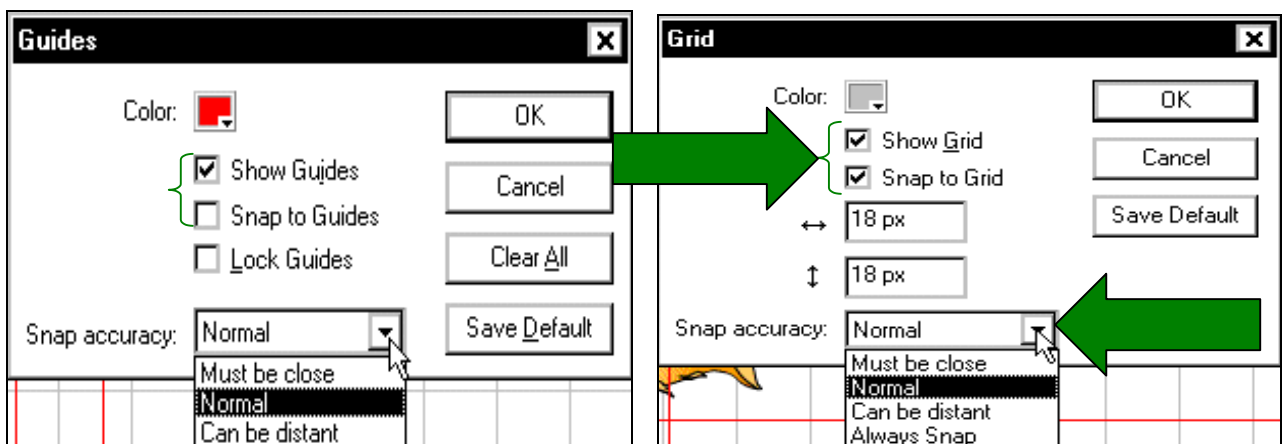 Guides
Color:
OK
Show Guides
Cancel
Snap to Guides
Lock Guides
Clear All
Snap accuracy:
Normal
Save Default
Must be close
Normal
Can be distant
Grid
Color:
OK
Show Grid
Cancel
Snap to Grid
18 px
Save Default
18 px
Snap accuracy:
Normal
Must be close
Normal
Can be distant
Always Snap